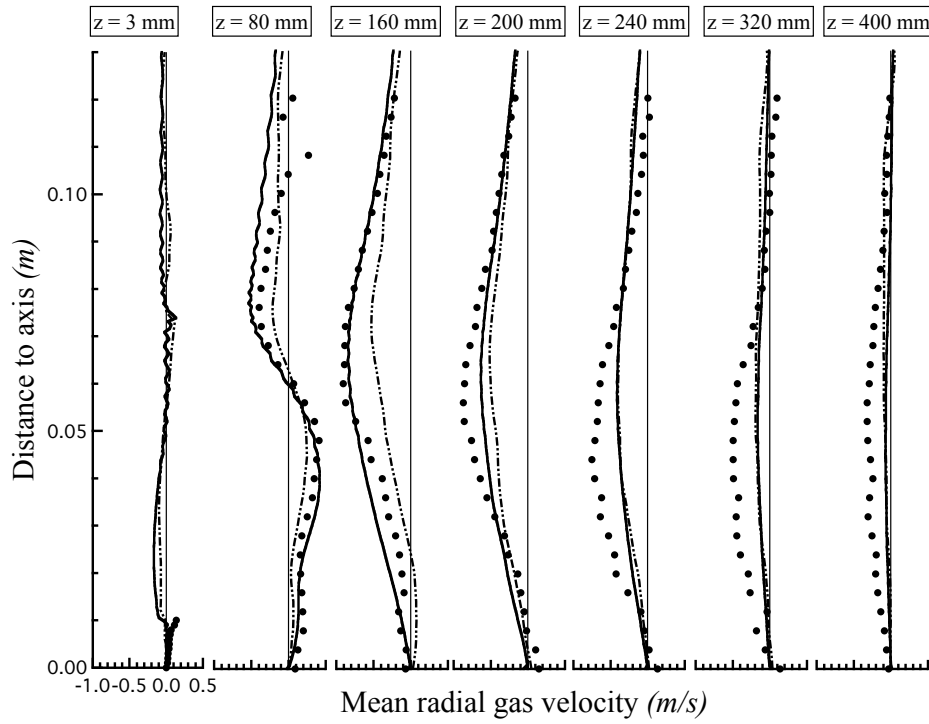 z = 3 mm z = 80 mm z = 160 mm z = 200 mm z = 240 mm z = 320 mm z = 400 mm
Distance to axis (m)
0.10
0.05
0.00
-1.0 -0.5 0.0 0.5
Mean radial gas velocity (m/s)